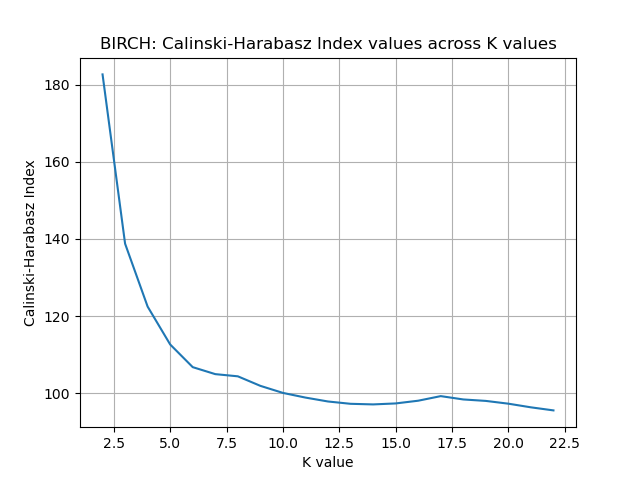 BIRCH: Calinski-Harabasz Index values across K values
180
160
140
120
100
Calinski-Harabasz Index
2.5 5.0 7.5 10.0 12.5 15.0 17.5 20.0 22.5
K value